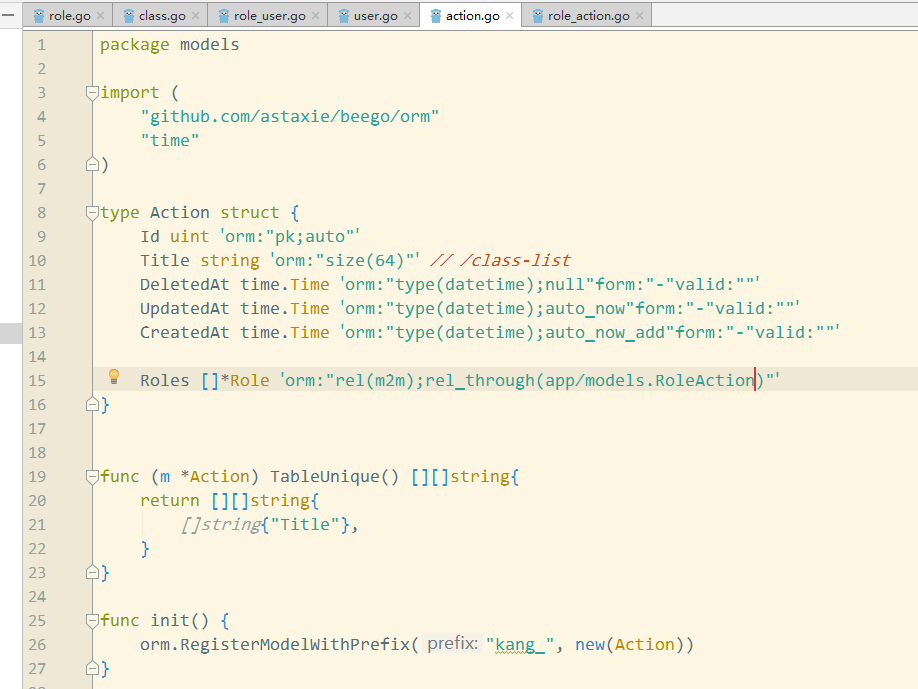 role.go class.go role_user.go user.go action.go role_action.go
1 package models
2
3 import (
4 "github.com/astaxie/beego/orm"
5 "time"
6 )
7
8 type Action struct {
9 Id uint 'orm:"pk;auto"'
10 Title string 'orm:"size(64)"' // /class-list
11 DeletedAt time.Time 'orm:"type(datetime);null"form:"-"valid:""'
12 UpdatedAt time.Time 'orm:"type(datetime);auto_now"form:"-"valid:""'
13 CreatedAt time.Time 'orm:"type(datetime);auto_now_add"form:"-"valid:""'
14
15 Roles []*Role 'orm:"rel(m2m);rel_through(app/models.RoleAction)"'
16 }
17
18
19 func (m *Action) TableUnique() [][]string{
20 return [][]string{
21 []string{"Title"},
22 }
23 }
24
25 func init() {
26 orm.RegisterModelWithPrefix( prefix: "kang_", new(Action))
27 }